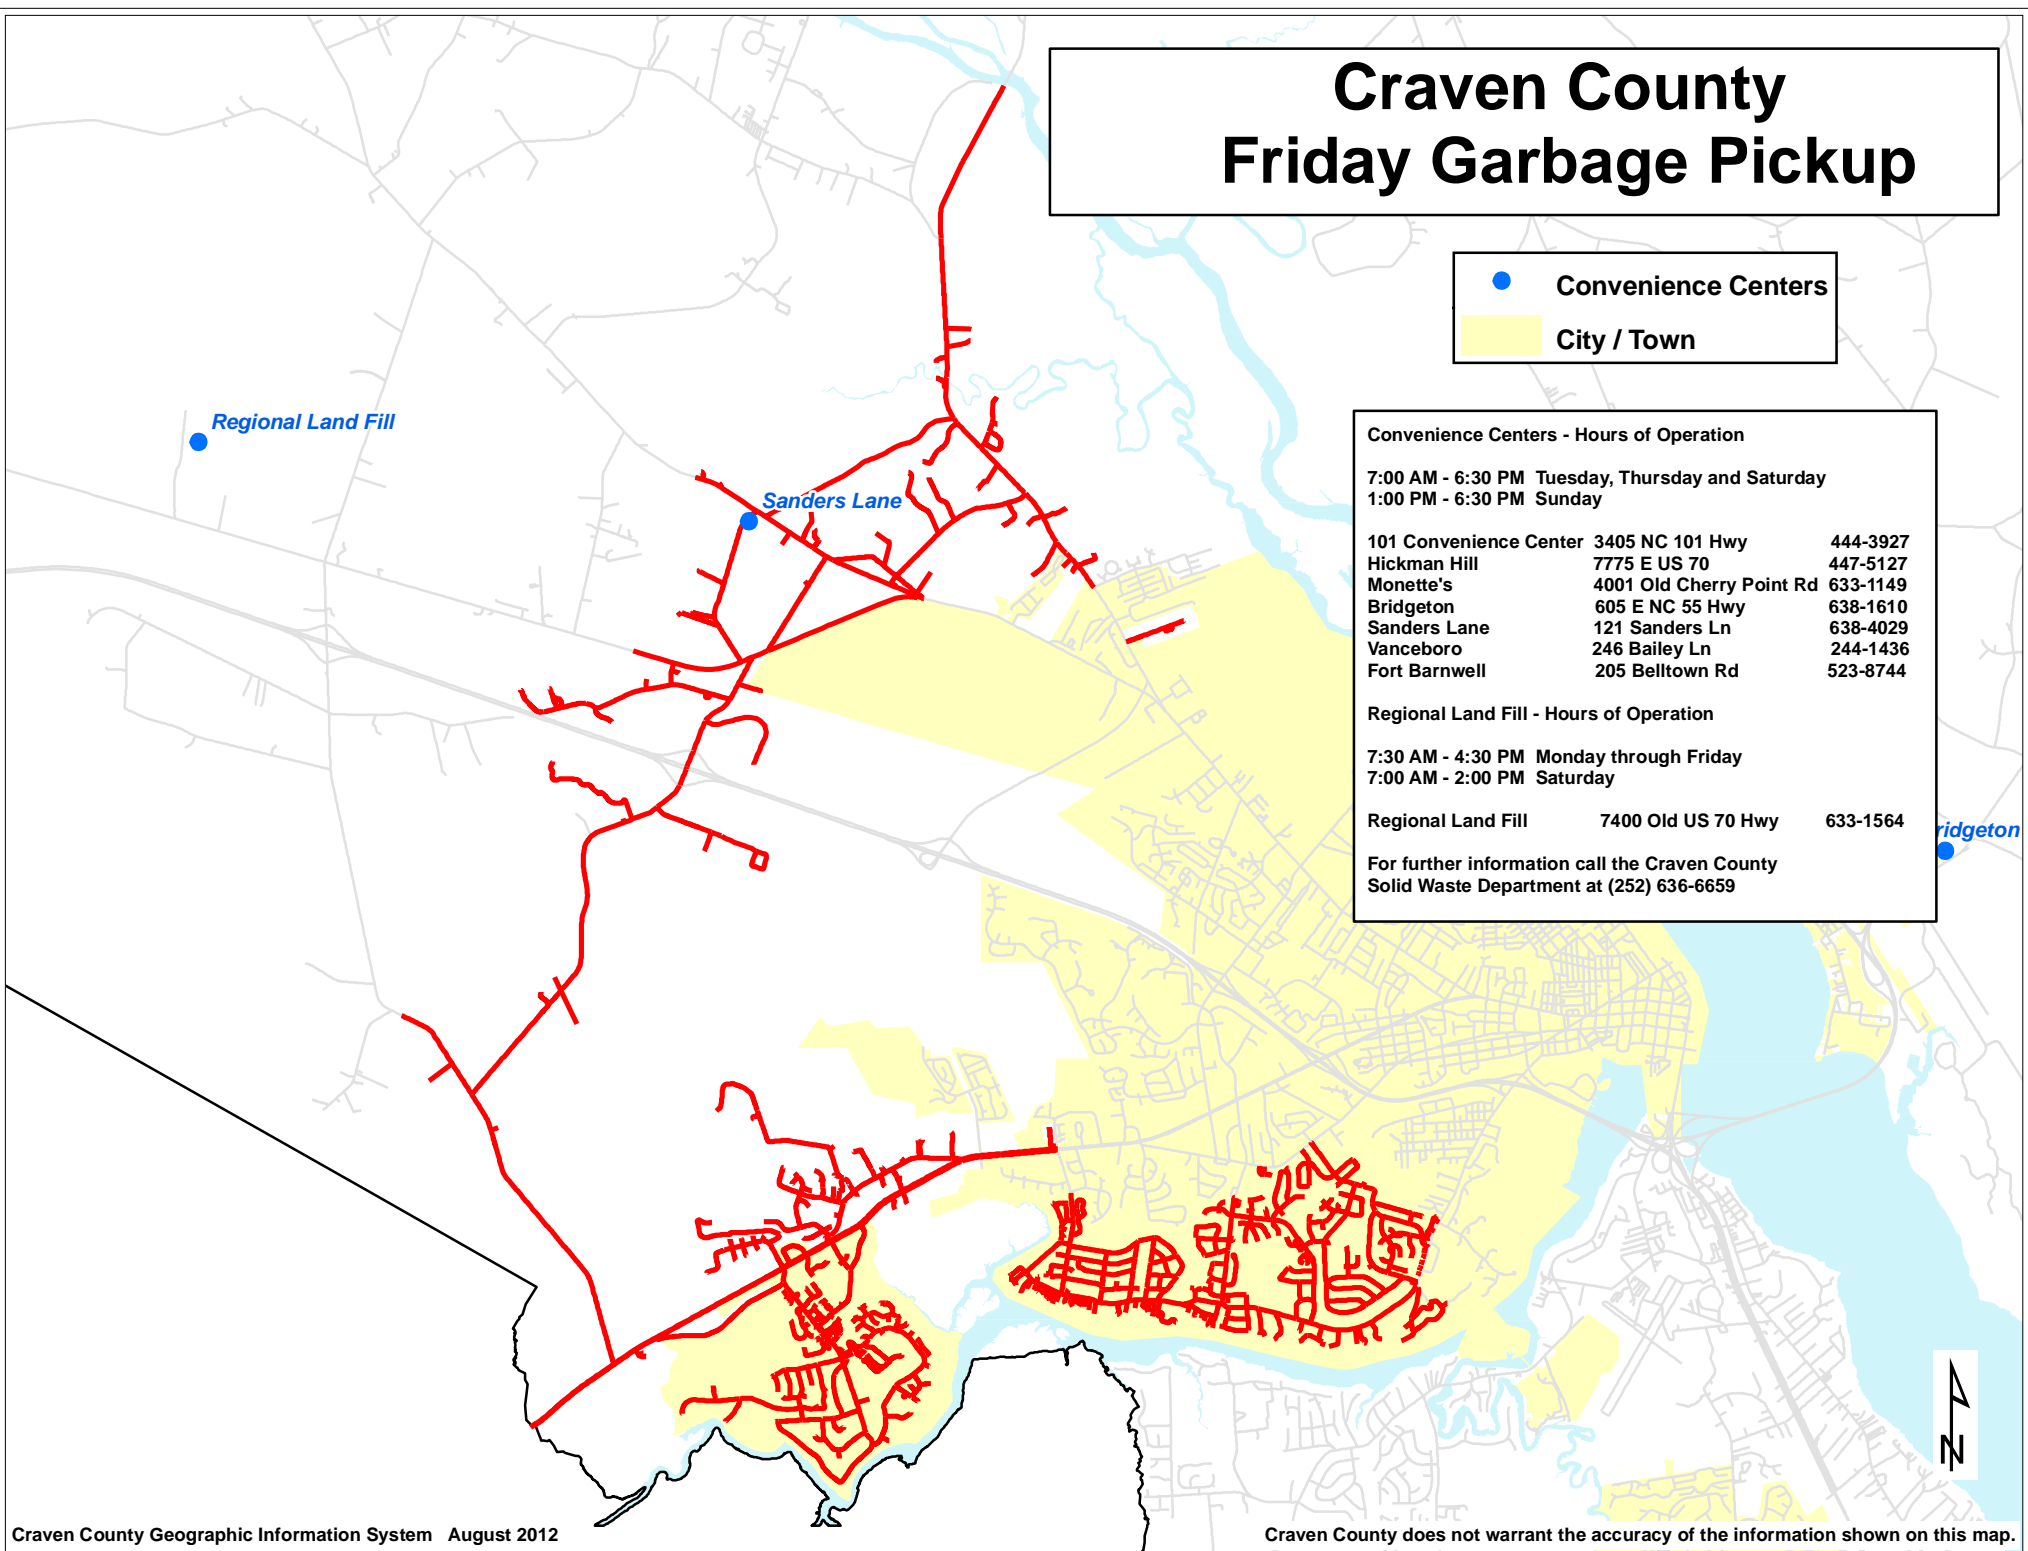 Craven County
Friday Garbage Pickup
Convenience Centers
City / Town
Regional Land Fill
Sanders Lane
Convenience Centers - Hours of Operation
7:00 AM - 6:30 PM Tuesday, Thursday and Saturday
1:00 PM - 6:30 PM Sunday
101 Convenience Center 3405 NC 101 Hwy 444-3927
Hickman Hill 7775 E US 70 447-5127
Monette's 4001 Old Cherry Point Rd 633-1149
Bridgeton 605 E NC 55 Hwy 638-1610
Sanders Lane 121 Sanders Ln 638-4029
Vanceboro 246 Bailey Ln 244-1436
Fort Barnwell 205 Belltown Rd 523-8744
Regional Land Fill - Hours of Operation
7:30 AM - 4:30 PM Monday through Friday
7:00 AM - 2:00 PM Saturday
Regional Land Fill 7400 Old US 70 Hwy 633-1564
ridgeton
For further information call the Craven County
Solid Waste Department at (252) 636-6659
N
Craven County Geographic Information System August 2012
Craven County does not warrant the accuracy of the information shown on this map.